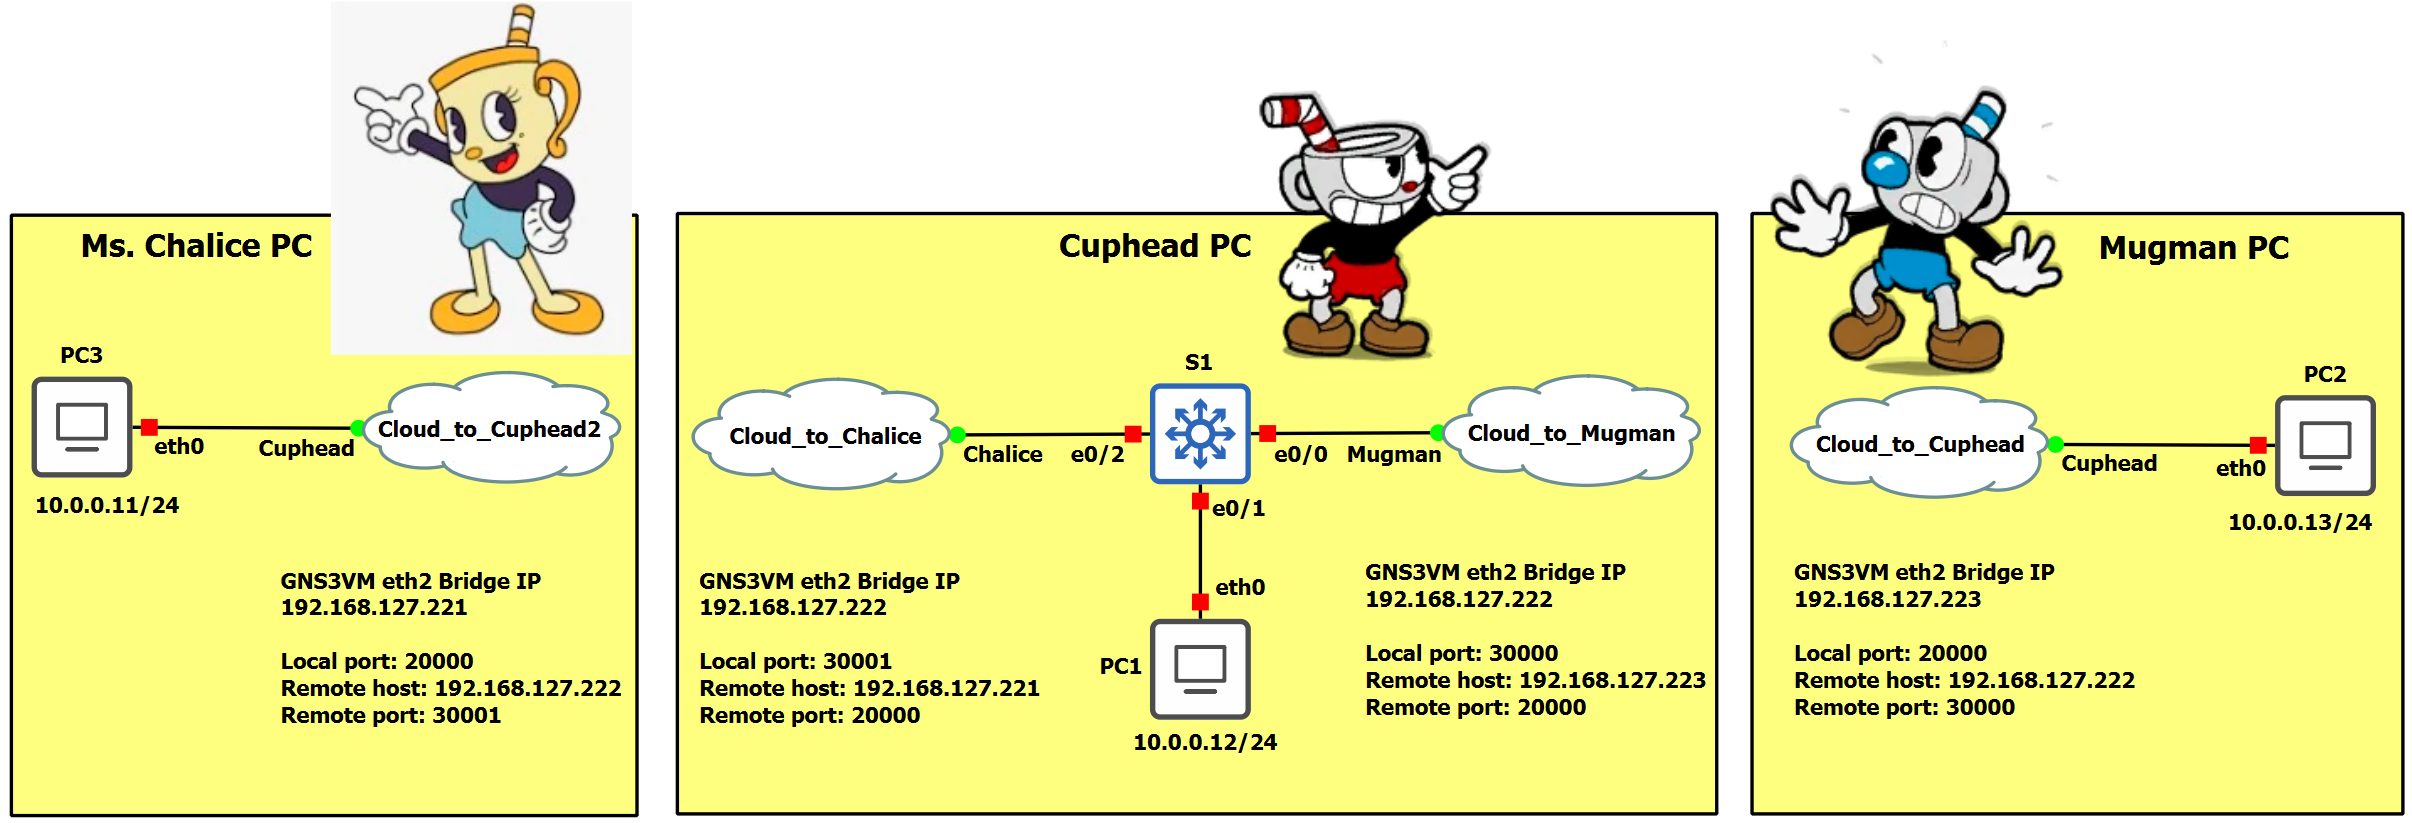 Ms. Chalice PC
PC3
eth0
Cuphead
Cloud_to_Cuphead2
10.0.0.11/24
GNS3VM eth2 Bridge IP
192.168.127.221
Local port: 20000
Remote host: 192.168.127.222
Remote port: 30001
Cuphead PC
S1
Cloud_to_Chalice
Chalice
e0/2
e0/0
Mugman
Cloud_to_Mugman
e0/1
eth0
PC1
10.0.0.12/24
GNS3VM eth2 Bridge IP
192.168.127.222
Local port: 30001
Remote host: 192.168.127.221
Remote port: 20000
GNS3VM eth2 Bridge IP
192.168.127.222
Local port: 30000
Remote host: 192.168.127.223
Remote port: 20000
Mugman PC
PC2
Cloud_to_Cuphead
Cuphead
eth0
10.0.0.13/24
GNS3VM eth2 Bridge IP
192.168.127.223
Local port: 20000
Remote host: 192.168.127.222
Remote port: 30000